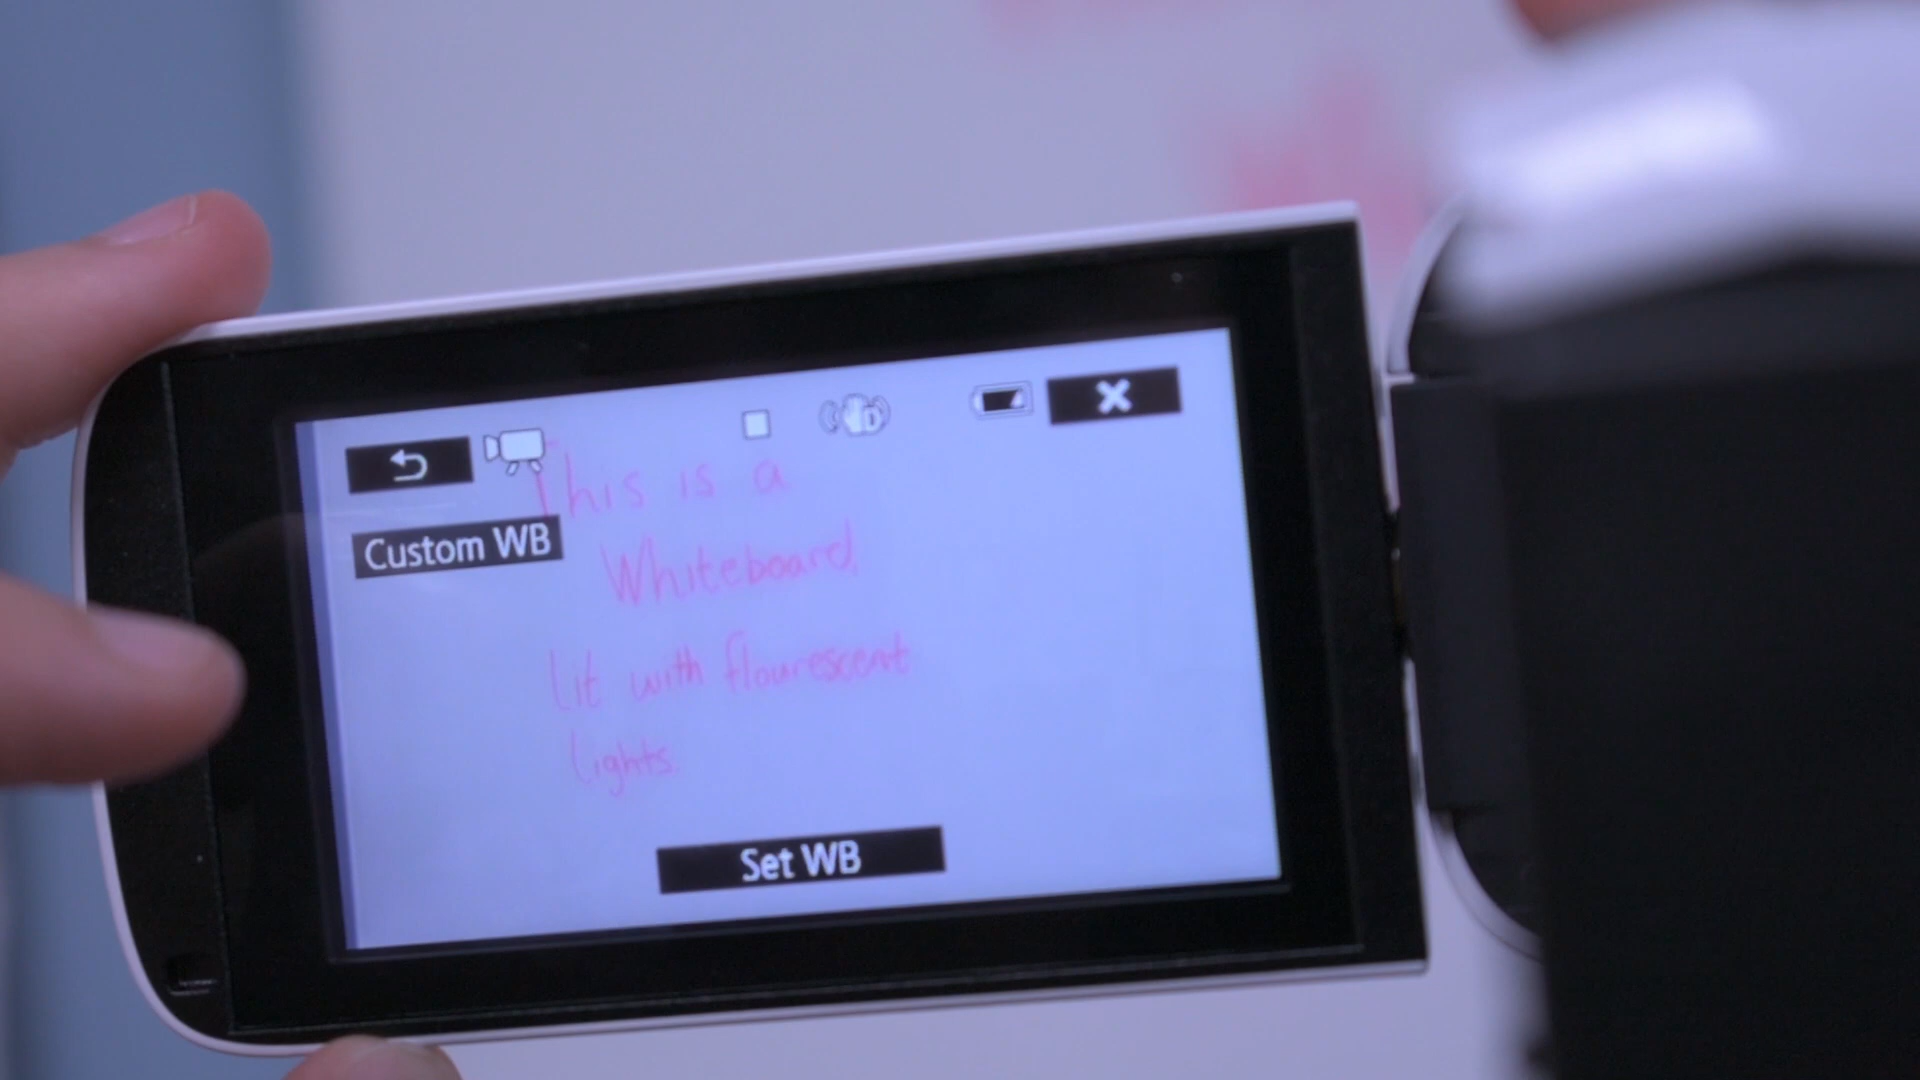 This is a
Custom WB
Whiteboard,
Lit with flourescent
lights.
Set WB